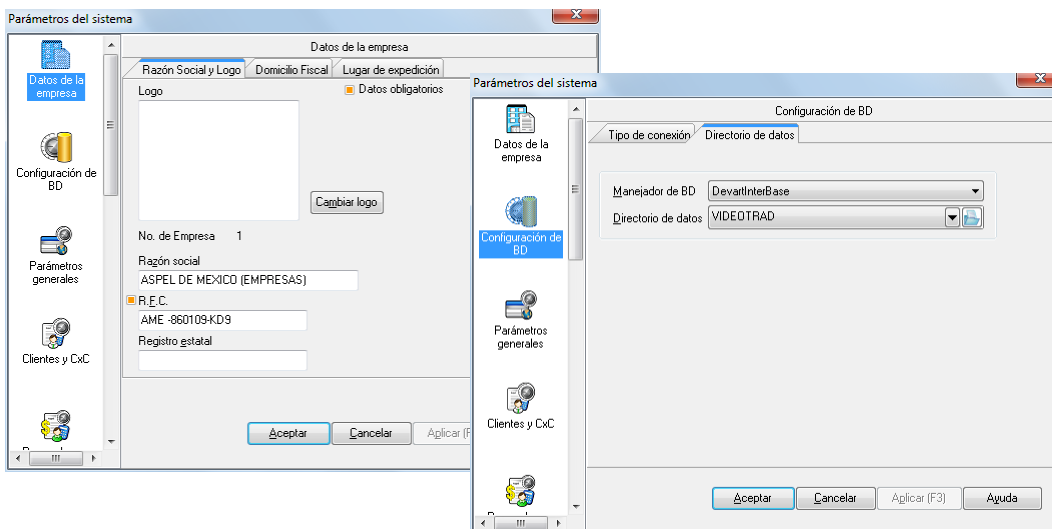 Parámetros del sistema
Datos de la
empresa
Configuración de
BD
Parámetros
generales
Clientes y CxC
Datos de la empresa
Razón Social y Logo
Domicilio Fiscal
Lugar de expedición
Logo
Datos obligatorios
Cambiar logo
No. de Empresa 1
Razón social
ASPEL DE MEXICO (EMPRESAS)
R.F.C.
AME -860109-KD9
Registro estatal
Aceptar
Cancelar
Aplicar (F
Parámetros del sistema
Datos de la
empresa
Configuración de
BD
Parámetros
generales
Clientes y CxC
Configuración de BD
Tipo de conexión
Directorio de datos
Manejador de BD DevartInterBase
Directorio de datos VIDEOTRAD
Aceptar
Cancelar
Aplicar (F3)
Ayuda